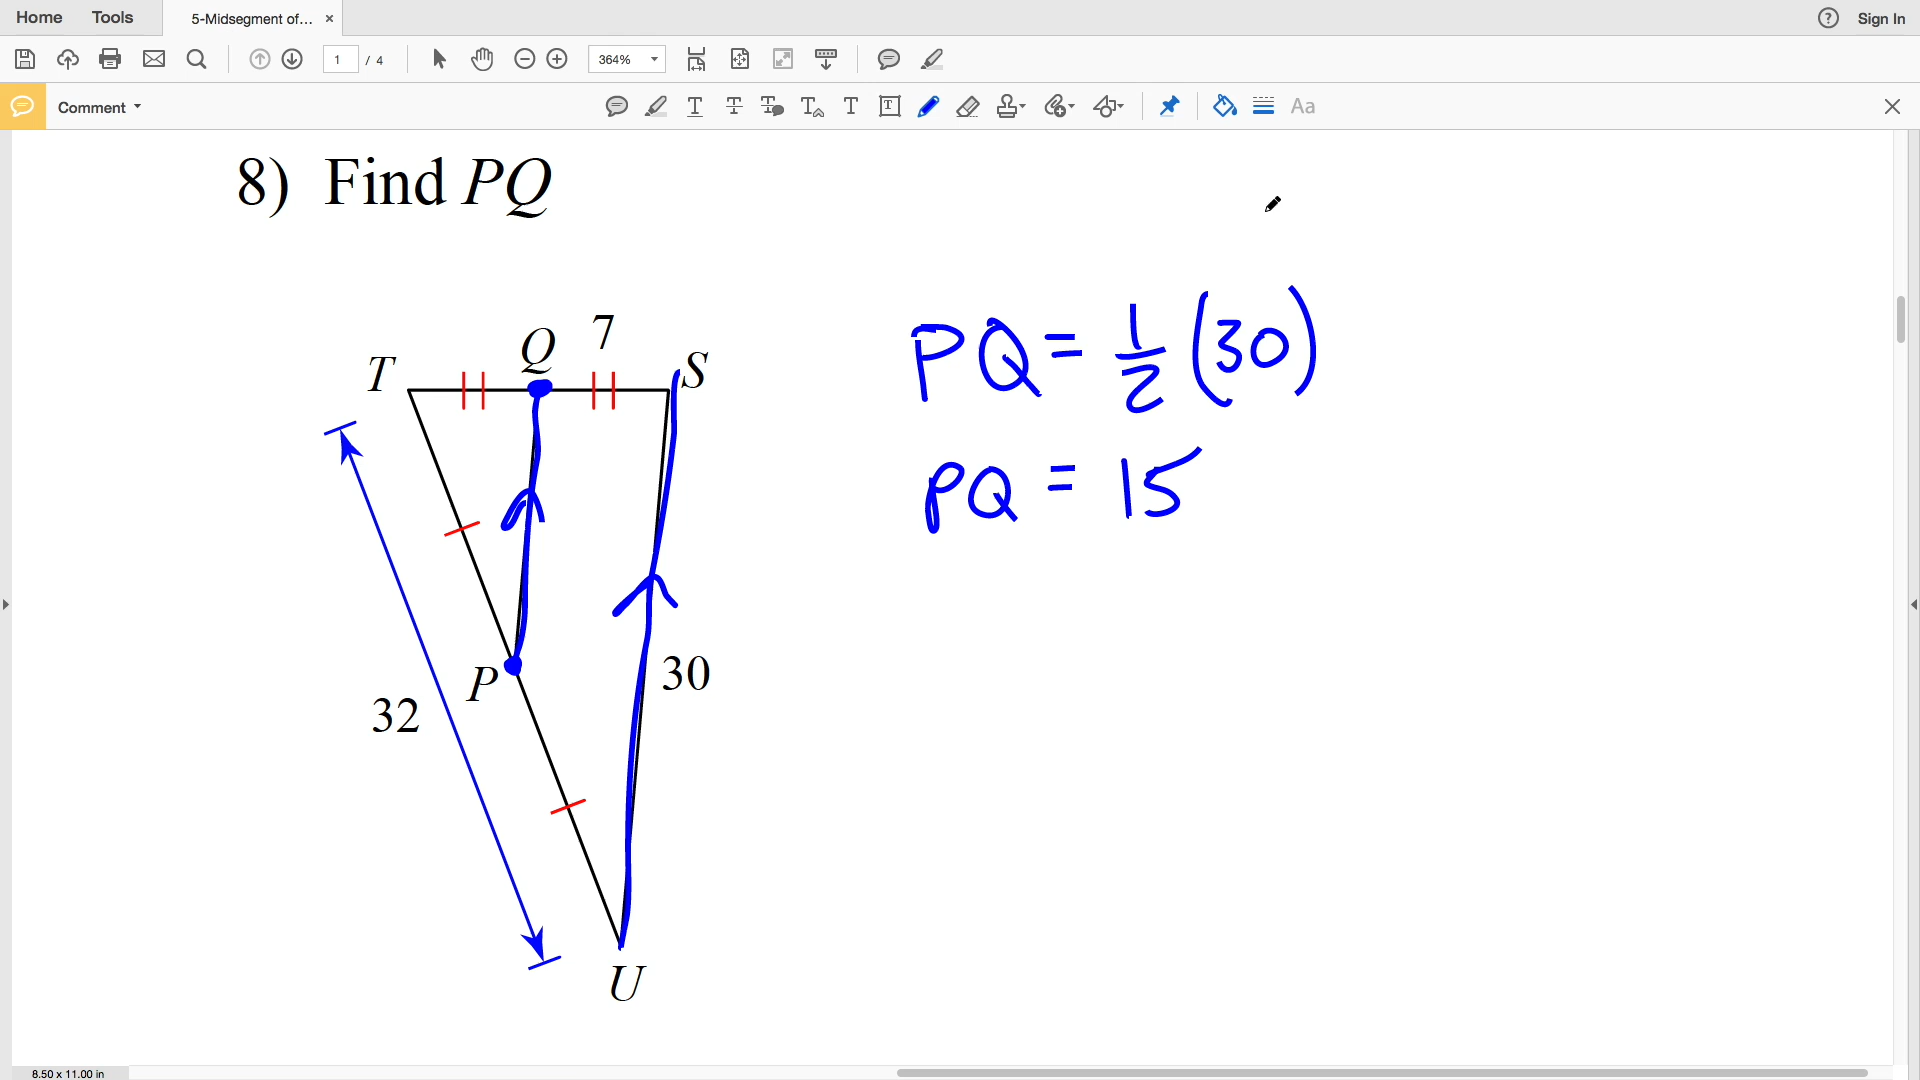 Home Tools 5-Midsegment of... × ? Sign In
1 / 4 364%
Comment T T T T T T Aa
8) Find PQ
PQ = 1/2 (30)
T Q 7 S
PQ = 15
P 30
32
U
8.50 x 11.00 in